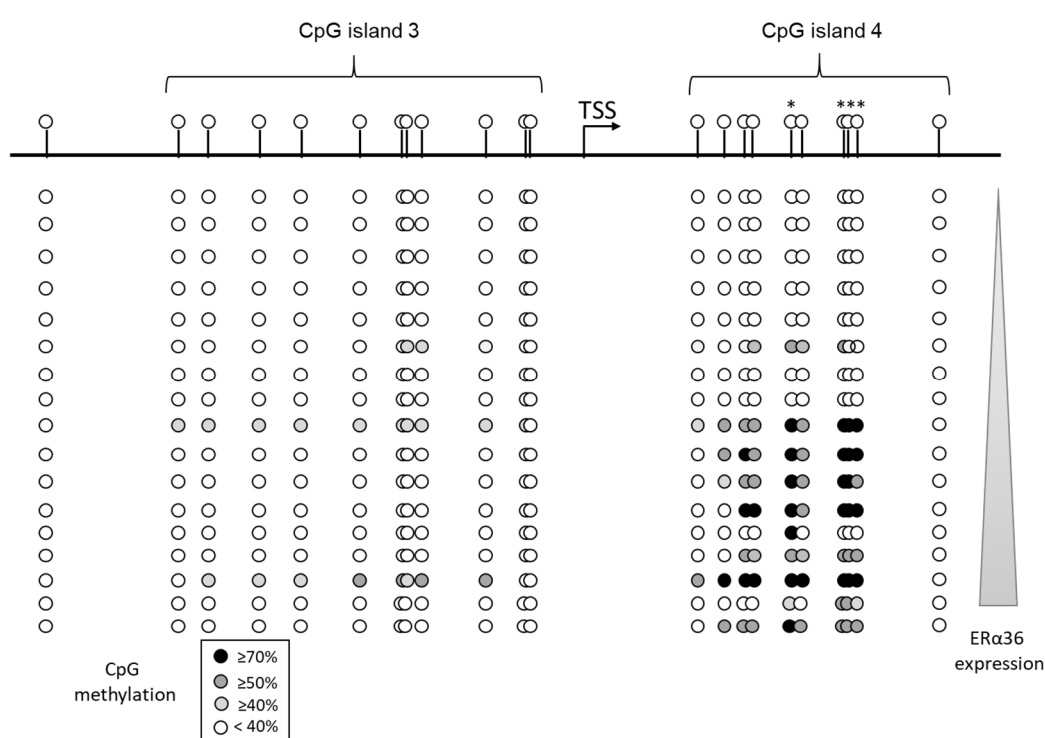 CpG island 3
CpG island 4
* ***
TSS
ERα36
expression
CpG
methylation
≥70%
≥50%
≥40%
< 40%